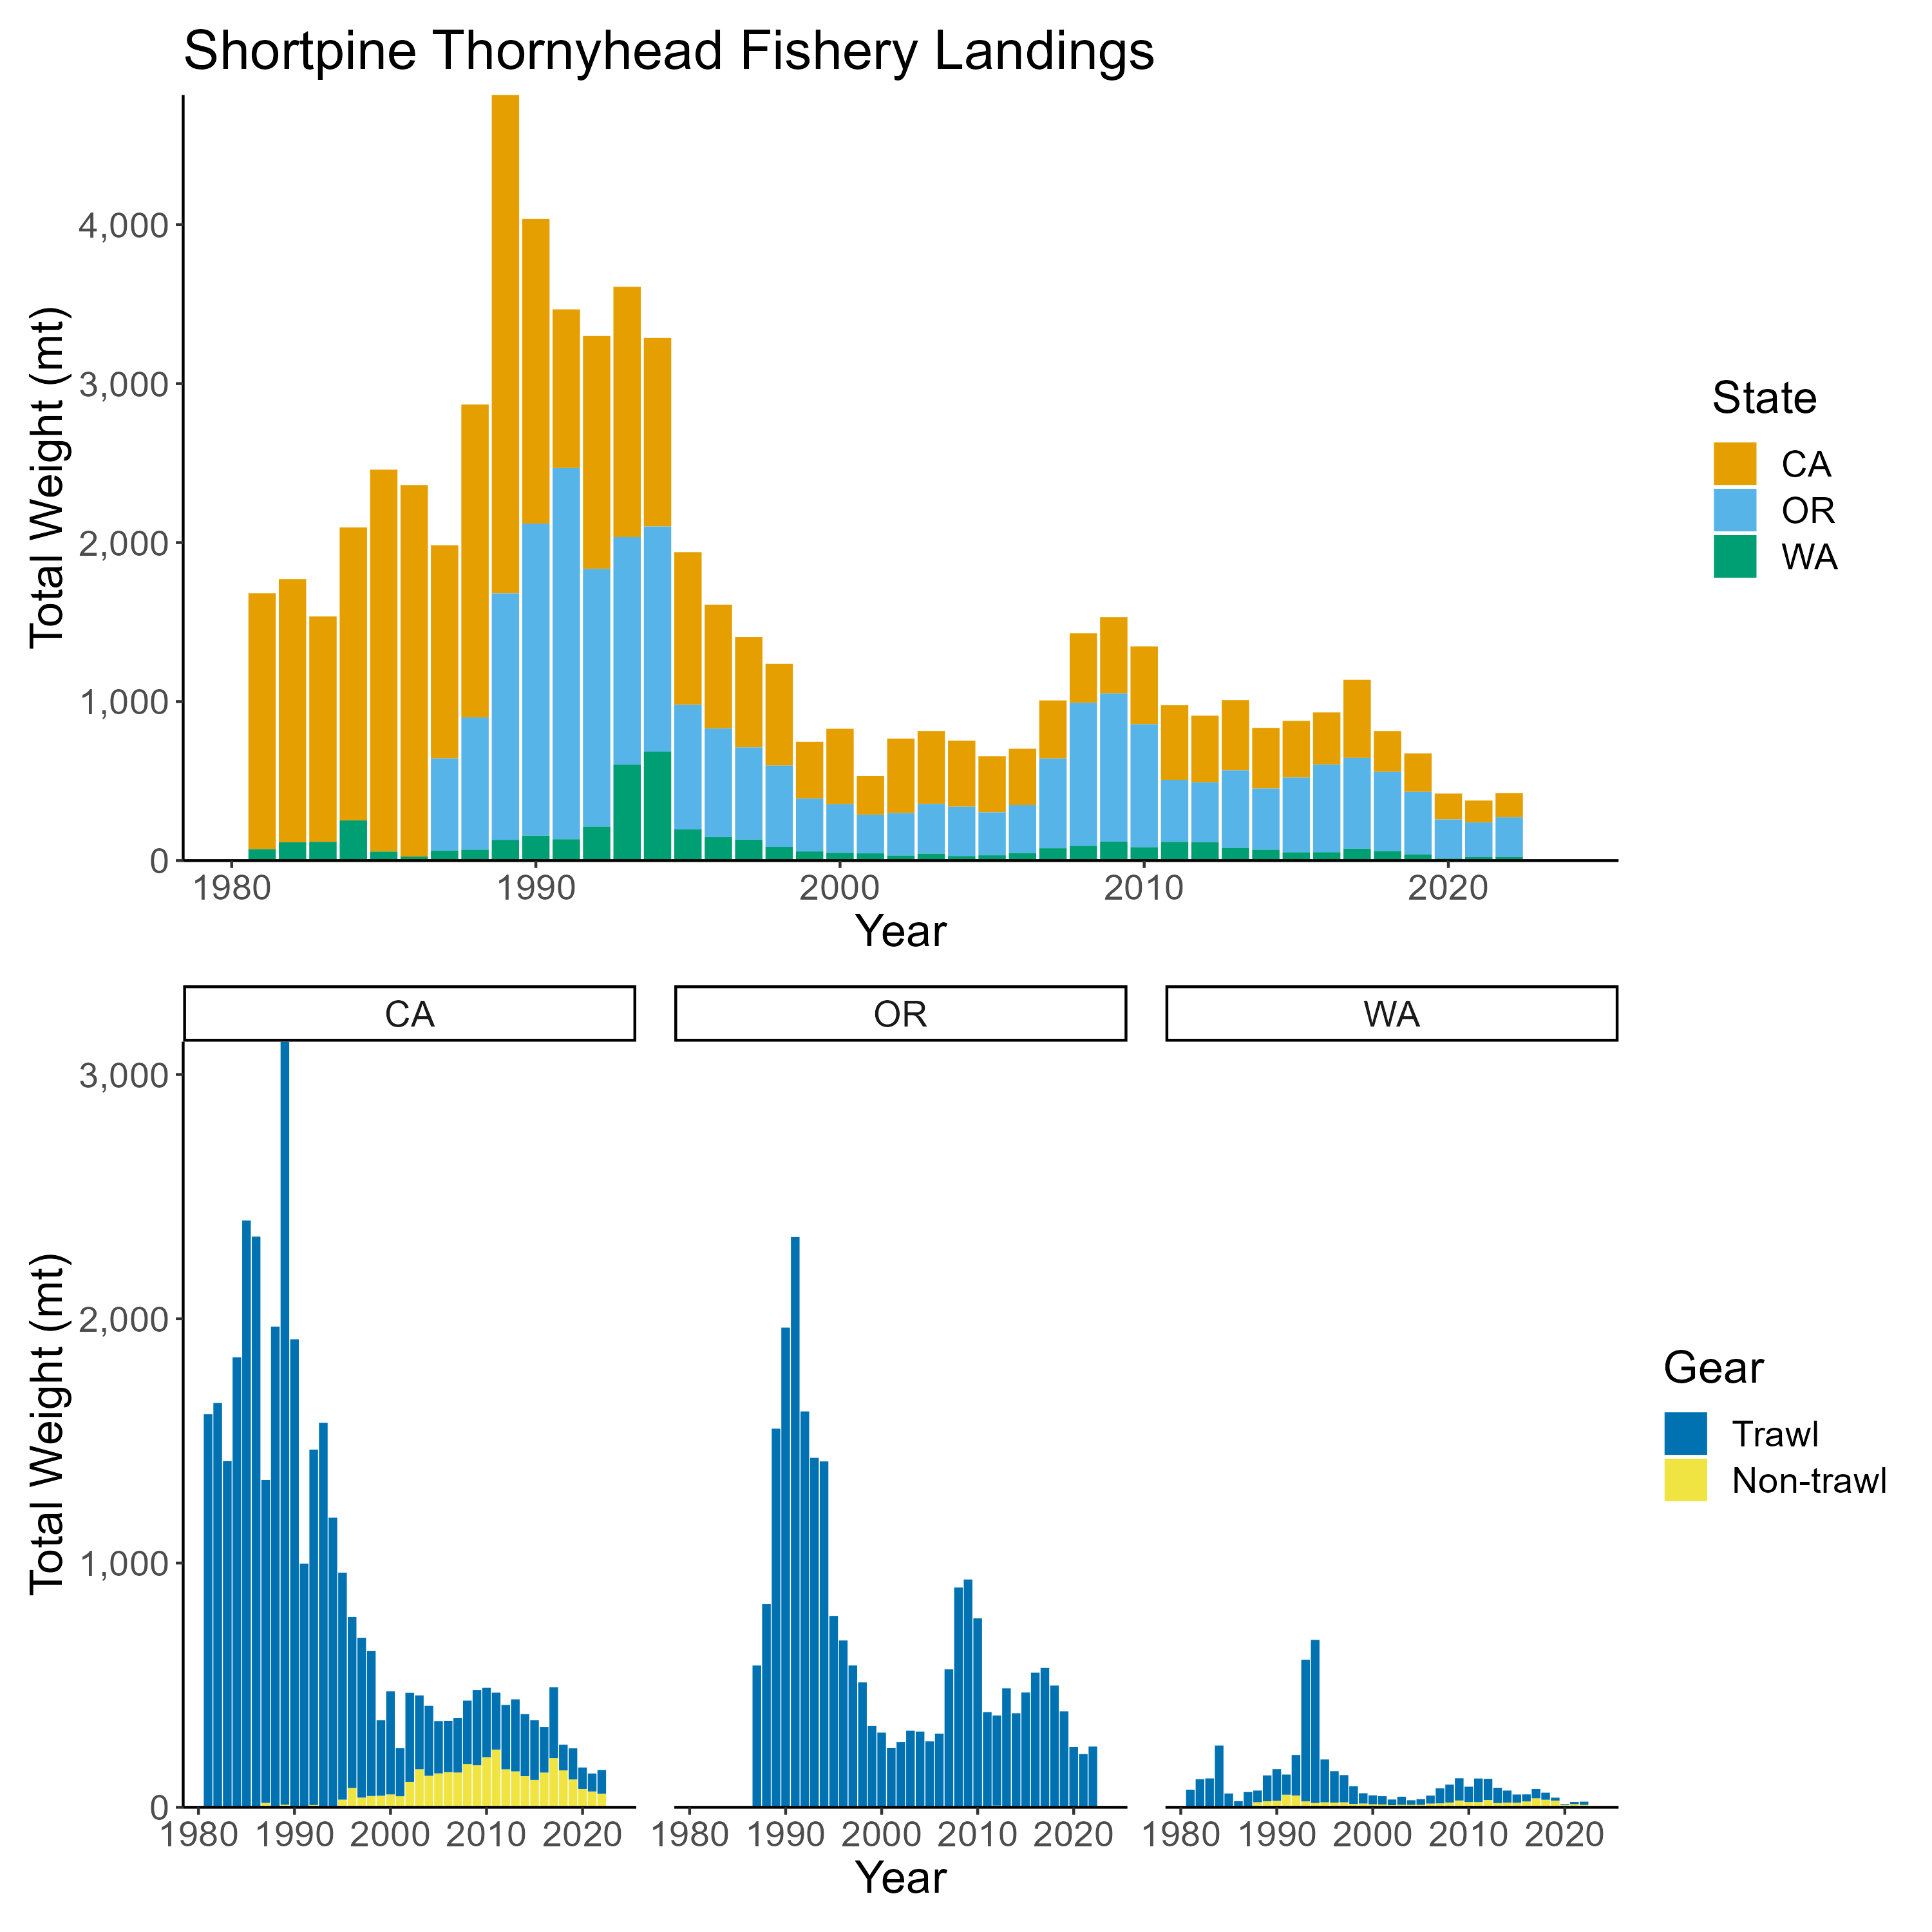 Shortpine Thornyhead Fishery Landings
Total Weight (mt)
4,000
3,000
2,000
1,000
0
1980 1990 2000 2010 2020
Year
State
CA
OR
WA
CA OR WA
Total Weight (mt)
3,000
2,000
1,000
0
1980 1990 2000 2010 2020 1980 1990 2000 2010 2020 1980 1990 2000 2010 2020
Year
Gear
Trawl
Non-trawl